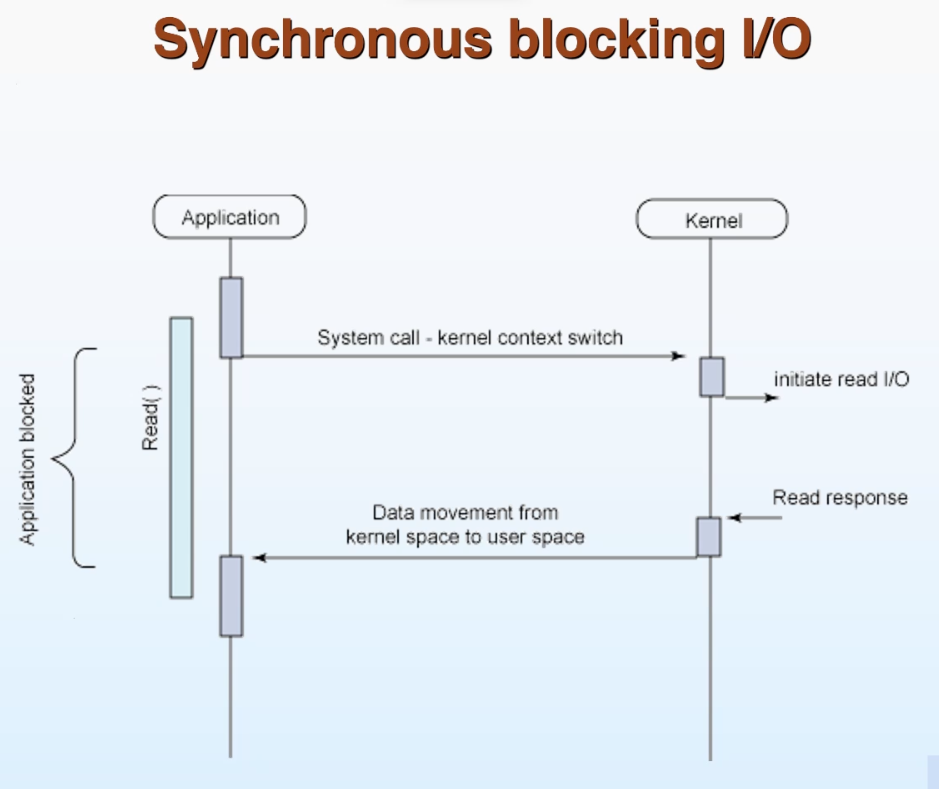 Synchronous blocking I/O
Application
Kernel
System call - kernel context switch
initiate read I/O
Read( )
Application blocked
Read response
Data movement from
kernel space to user space